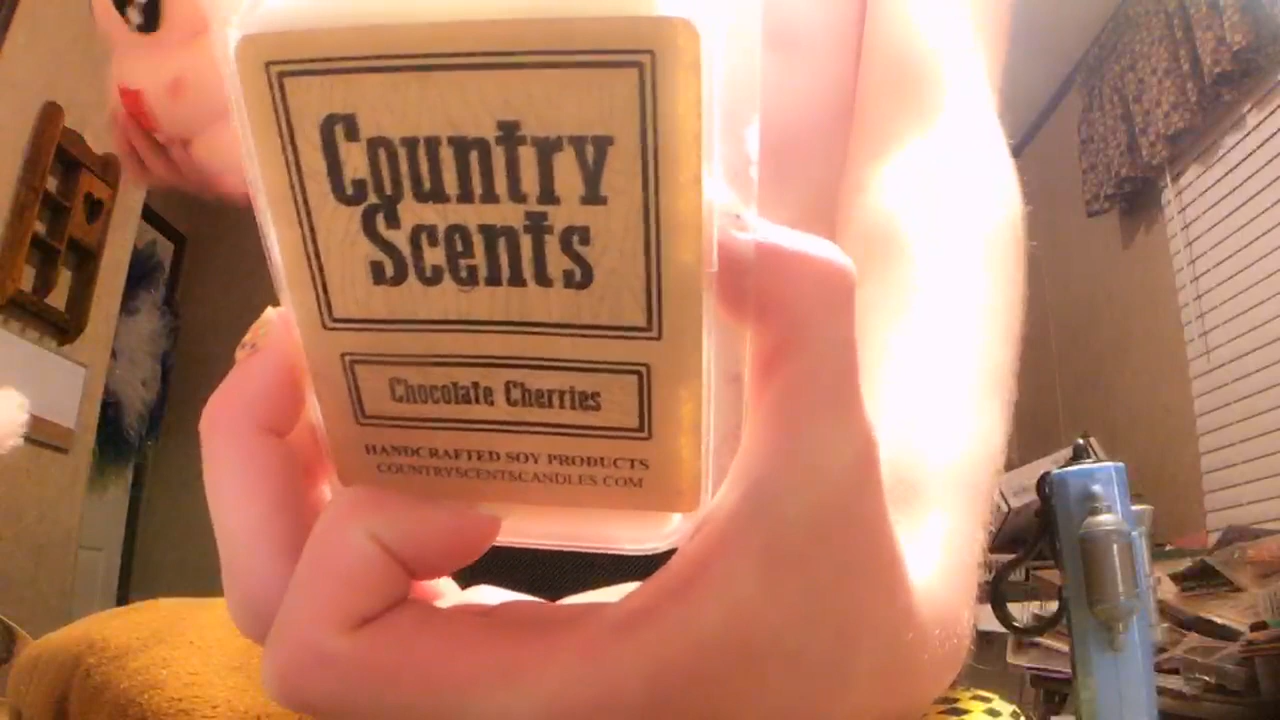 Country
Scents
Chocolate Cherries
HANDCRAFTED SOY PRODUCTS
COUNTRYSCENTSCANDLES.COM